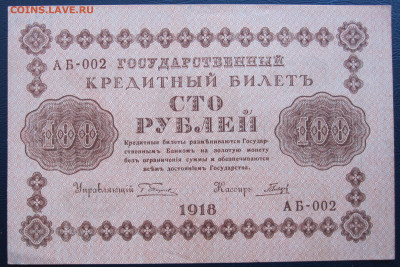 COINS.LAVE.RU
АБ-002 ГОСУДАРСТВЕННЫЙ
КРЕДИТНЫЙ БИЛЕТЪ
СТО
РУБЛЕЙ
100 100
Кредитные билеты размѣниваются Государ-
ственнымъ Банкомъ на золотую монету
безъ ограниченія суммы и обезпечиваются
всѣмъ достояніемъ Государства.
Управляющій Кассиръ
1918 АБ-002